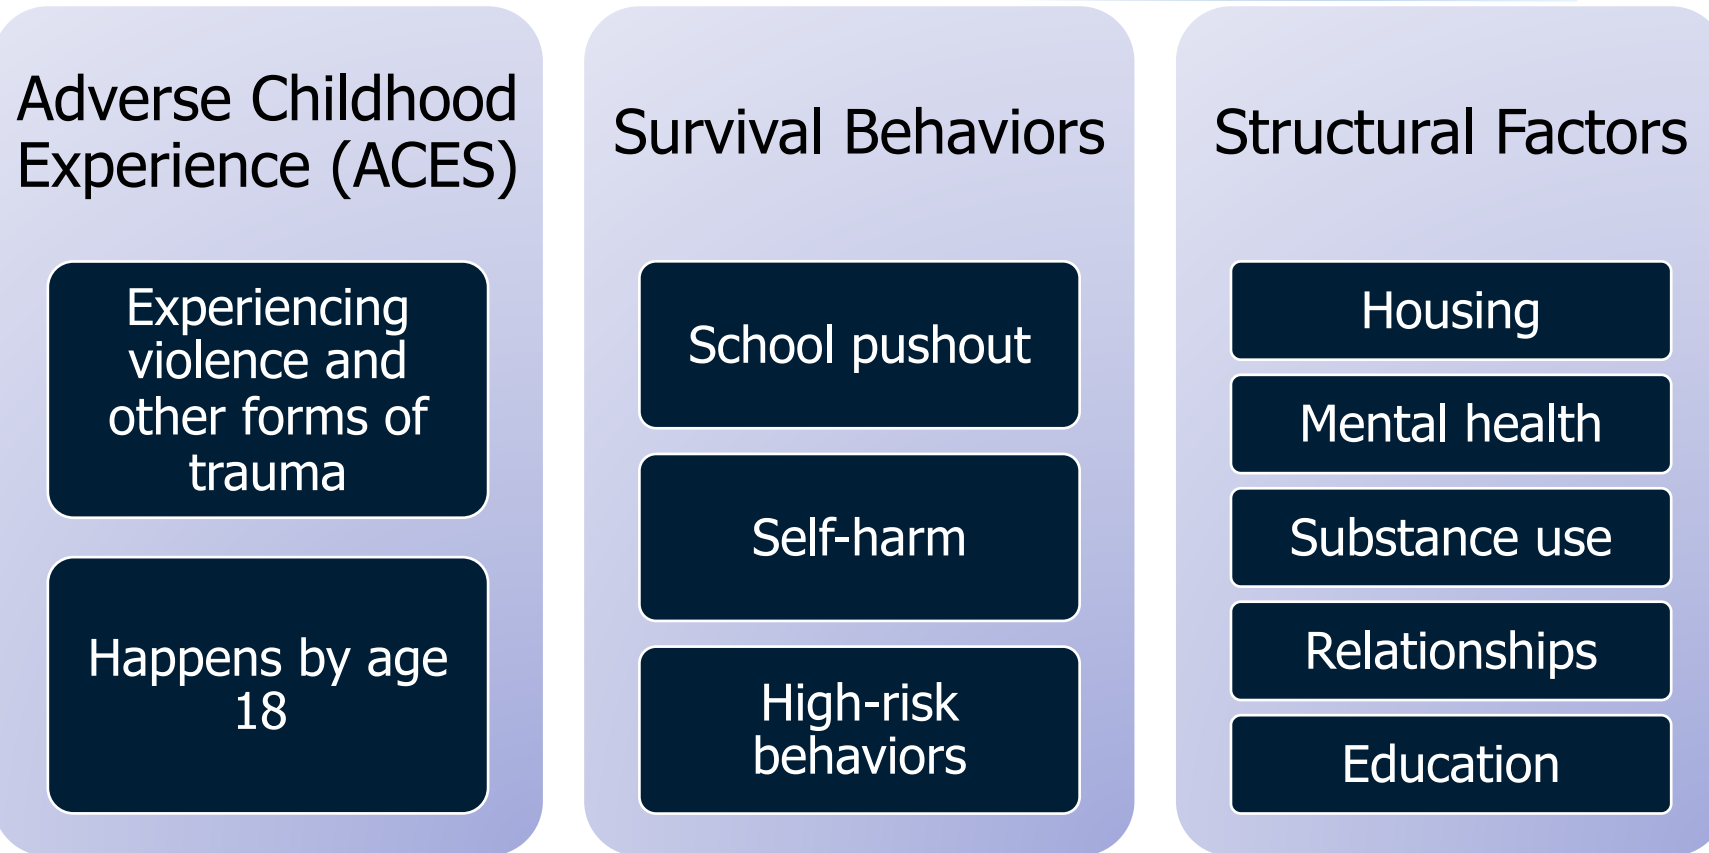 Adverse Childhood
Experience (ACES)
Experiencing
violence and
other forms of
trauma
Happens by age
18
Survival Behaviors
School pushout
Self-harm
High-risk
behaviors
Structural Factors
Housing
Mental health
Substance use
Relationships
Education